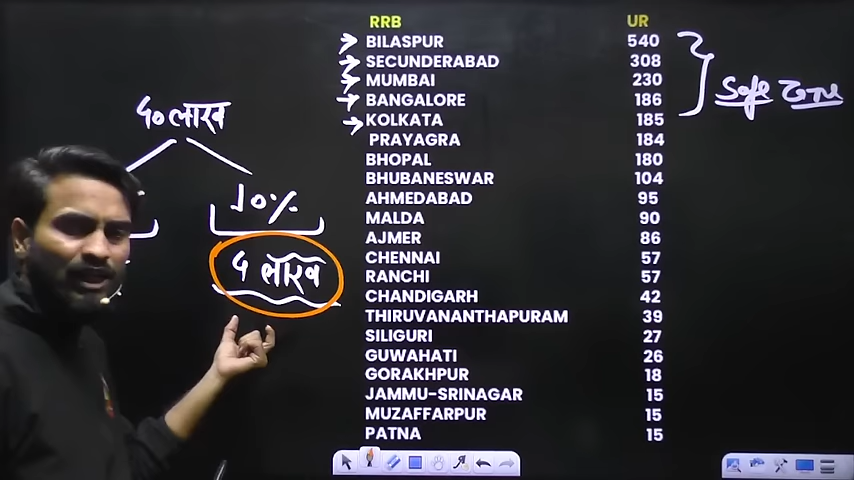 RRB UR
BILASPUR 540
SECUNDERABAD 308
MUMBAI 230
BANGALORE 186
KOLKATA 185
PRAYAGRA 184
BHOPAL 180
BHUBANESWAR 104
AHMEDABAD 95
MALDA 90
AJMER 86
CHENNAI 57
RANCHI 57
CHANDIGARH 42
THIRUVANANTHAPURAM 39
SILIGURI 27
GUWAHATI 26
GORAKHPUR 18
JAMMU-SRINAGAR 15
MUZAFFARPUR 15
PATNA 15
लाख
10%
लाख
Safe